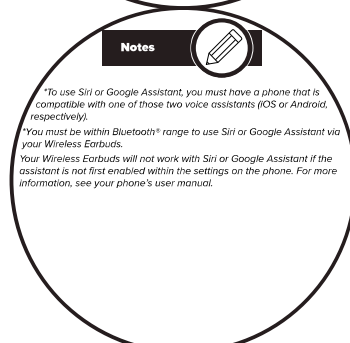 Notes
*To use Siri or Google Assistant, you must have a phone that is
compatible with one of those two voice assistants (iOS or Android,
respectively).
*You must be within Bluetooth® range to use Siri or Google Assistant via
your Wireless Earbuds.
Your Wireless Earbuds will not work with Siri or Google Assistant if the
assistant is not first enabled within the settings on the phone. For more
information, see your phone's user manual.